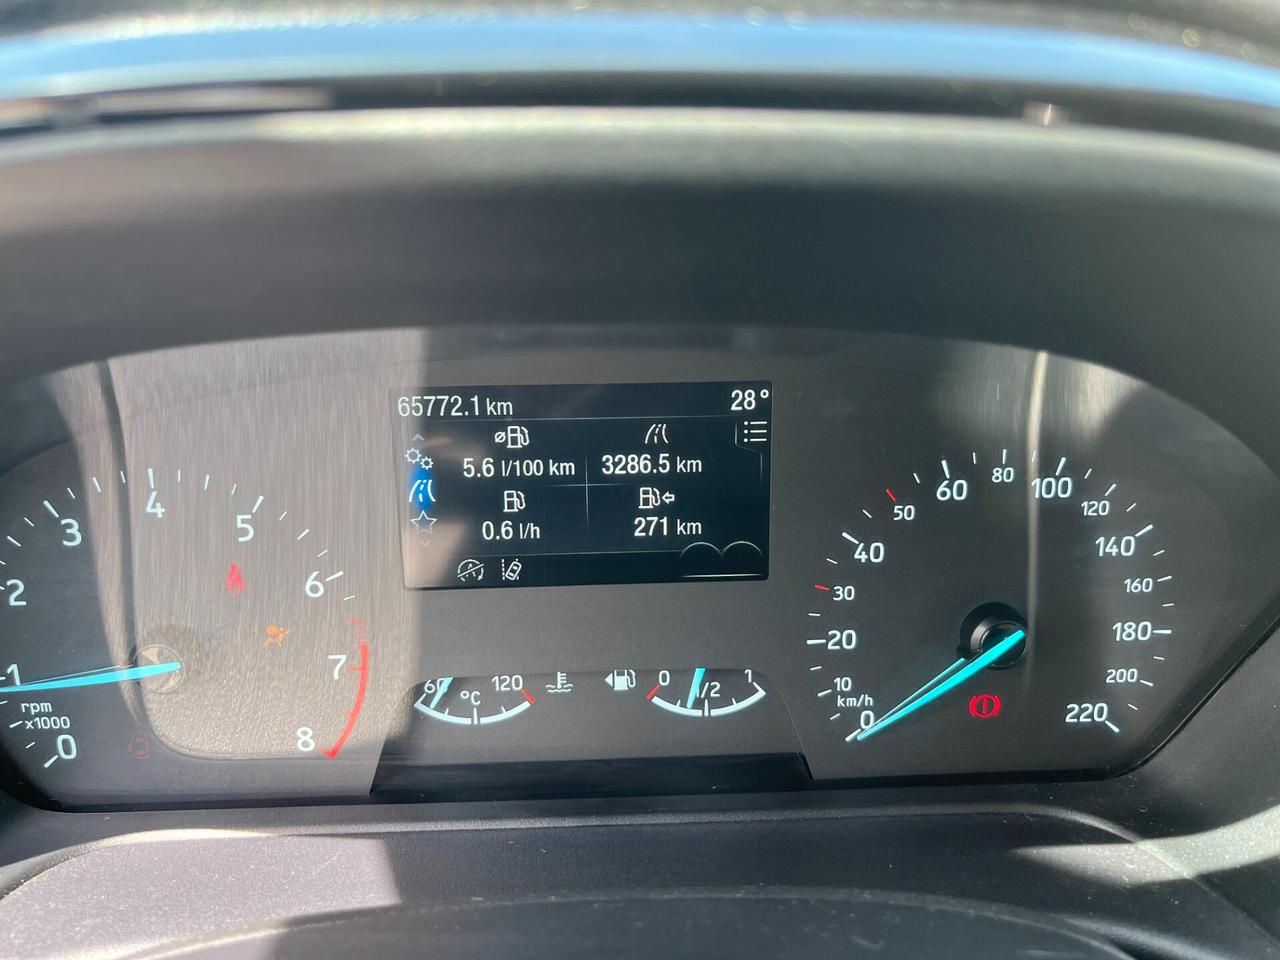 65772.1 km 28°
5.6 l/100 km 3286.5 km
0.6 l/h 271 km
1 2 3 4 5 6 7 8
rpm
x1000
0
60 °C 120
0 1/2 1
0 10 20 30 40 50 60 80 100 120 140 160 180 200 220
km/h